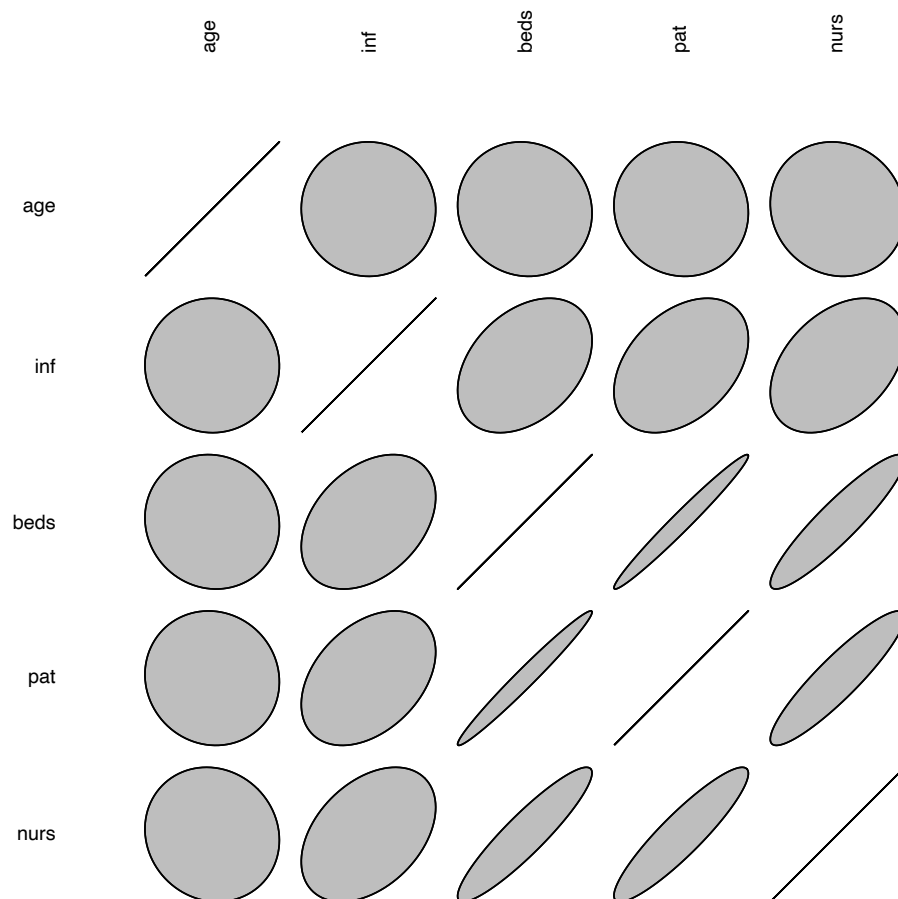 age inf beds pat nurs
age
inf
beds
pat
nurs